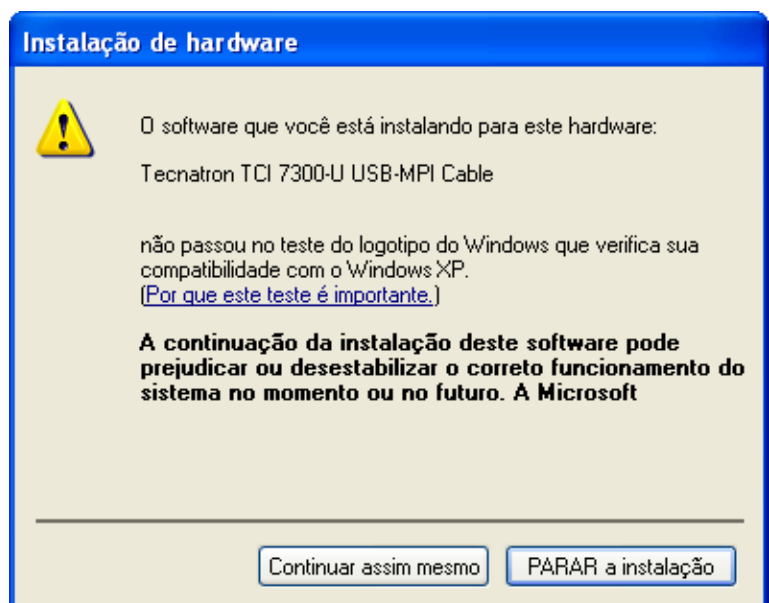 Instalação de hardware
O software que você está instalando para este hardware:
Tecnatron TCI 7300-U USB-MPI Cable
não passou no teste do logotipo do Windows que verifica sua
compatibilidade com o Windows XP.
(Por que este teste é importante.)
A continuação da instalação deste software pode
prejudicar ou desestabilizar o correto funcionamento do
sistema no momento ou no futuro. A Microsoft
Continuar assim mesmo
PARAR a instalação